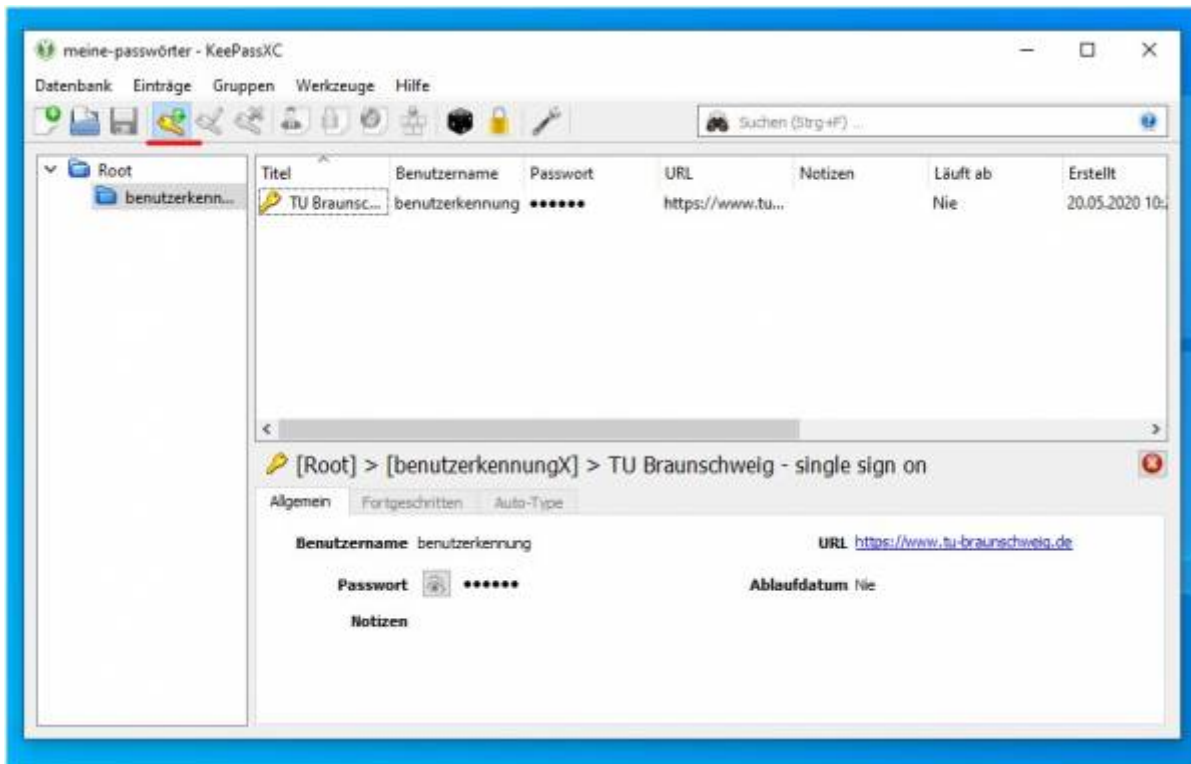 meine-passwörter - KeePassXC
Datenbank Einträge Gruppen Werkzeuge Hilfe
Suchen (Strg+F) ...
Root
benutzerkenn...
Titel Benutzername Passwort URL Notizen Läuft ab Erstellt
TU Braunsc... benutzerkennung ●●●●●● https://www.tu... Nie 20.05.2020 10:
[Root] > [benutzerkennungX] > TU Braunschweig - single sign on
Allgemein Fortgeschritten Auto-Type
Benutzername benutzerkennung URL https://www.tu-braunschweig.de
Passwort ●●●●●● Ablaufdatum Nie
Notizen